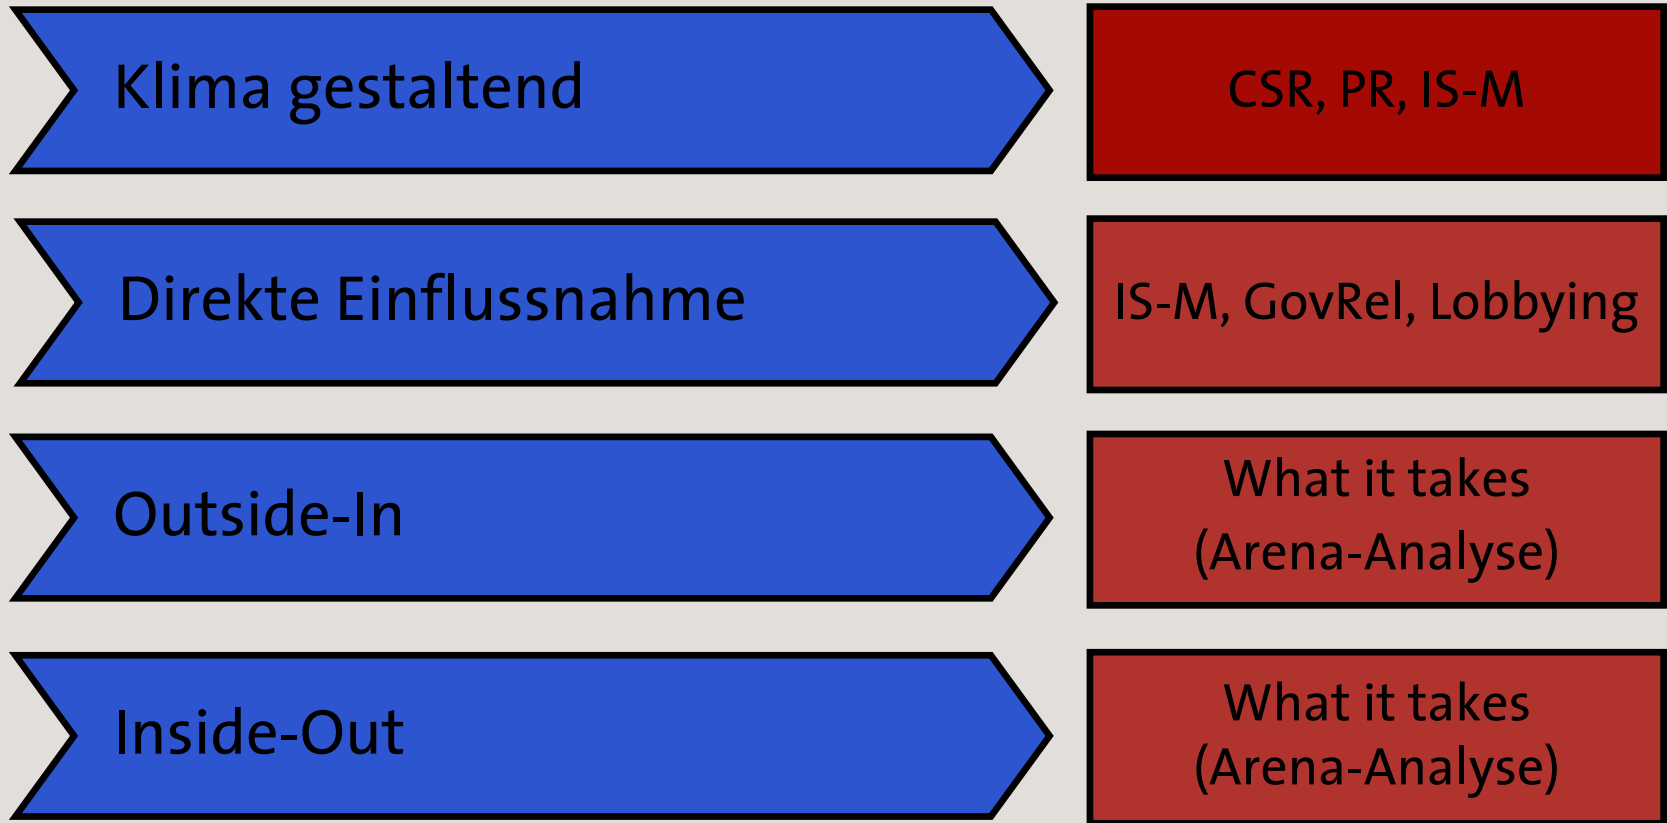 Klima gestaltend
CSR, PR, IS-M
Direkte Einflussnahme
IS-M, GovRel, Lobbying
Outside-In
What it takes
(Arena-Analyse)
Inside-Out
What it takes
(Arena-Analyse)